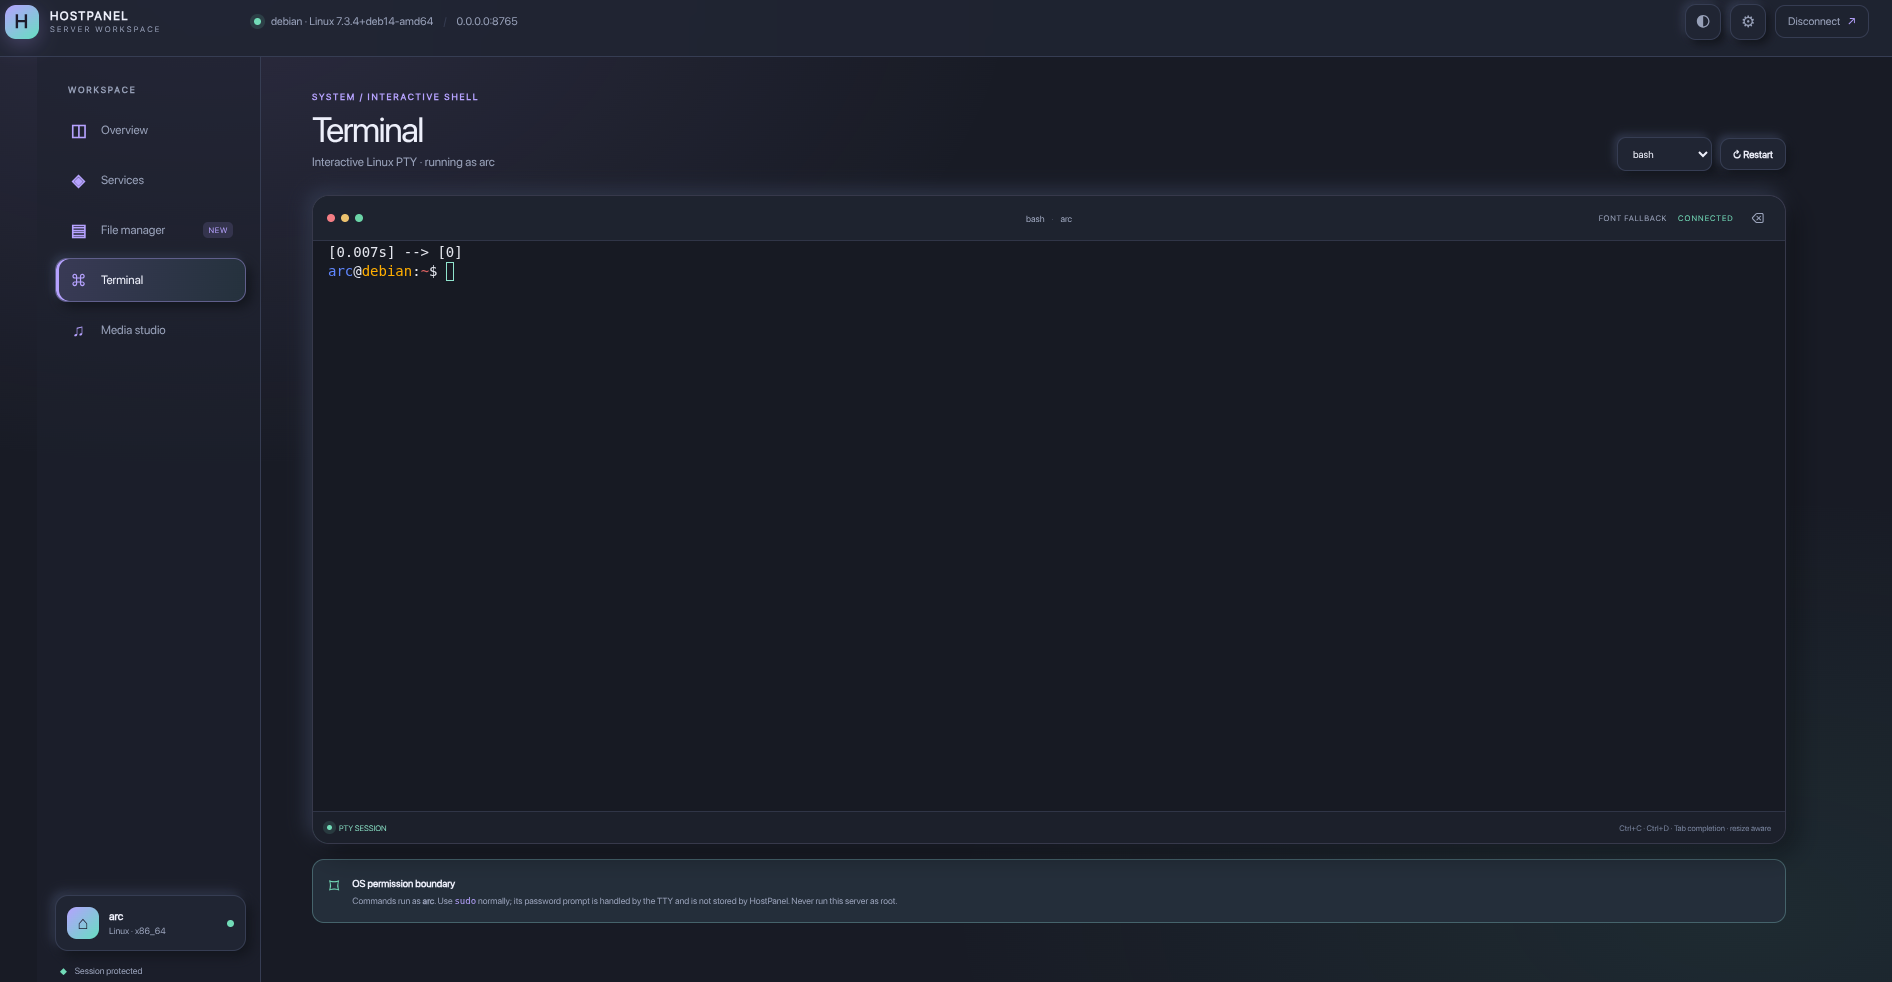 H
HOSTPANEL
SERVER WORKSPACE
debian · Linux 7.3.4+deb14-amd64 / 0.0.0.0:8765
Disconnect ↗
WORKSPACE
Overview
Services
File manager NEW
Terminal
Media studio
arc
Linux · x86_64
Session protected
SYSTEM / INTERACTIVE SHELL
Terminal
Interactive Linux PTY · running as arc
bash
↻ Restart
bash arc
FONT FALLBACK CONNECTED
[0.007s] --> [0]
arc@debian:~$
PTY SESSION
Ctrl+C · Ctrl+D · Tab completion · resize aware
OS permission boundary
Commands run as arc. Use sudo normally; its password prompt is handled by the TTY and is not stored by HostPanel. Never run this server as root.